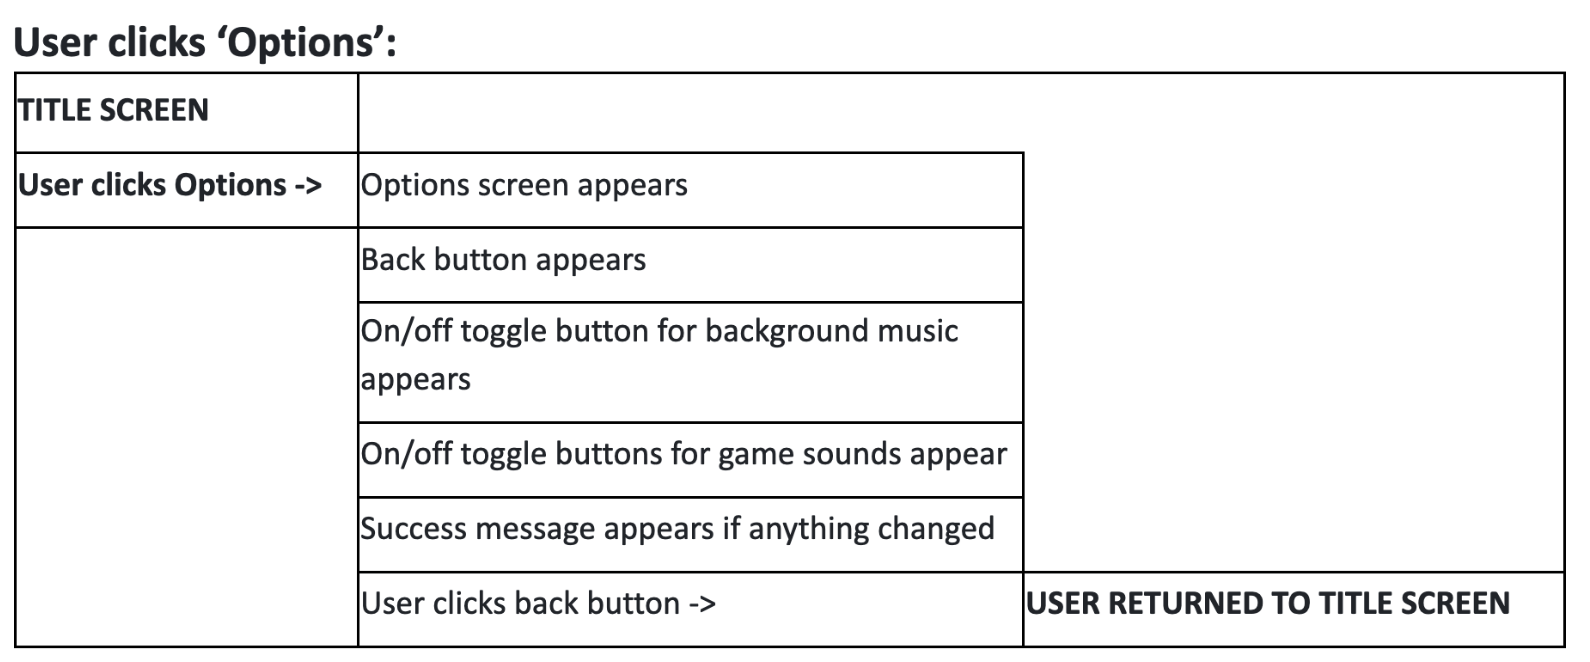 User clicks ‘Options’:
TITLE SCREEN
User clicks Options ->
Options screen appears
Back button appears
On/off toggle button for background music
appears
On/off toggle buttons for game sounds appear
Success message appears if anything changed
User clicks back button ->
USER RETURNED TO TITLE SCREEN